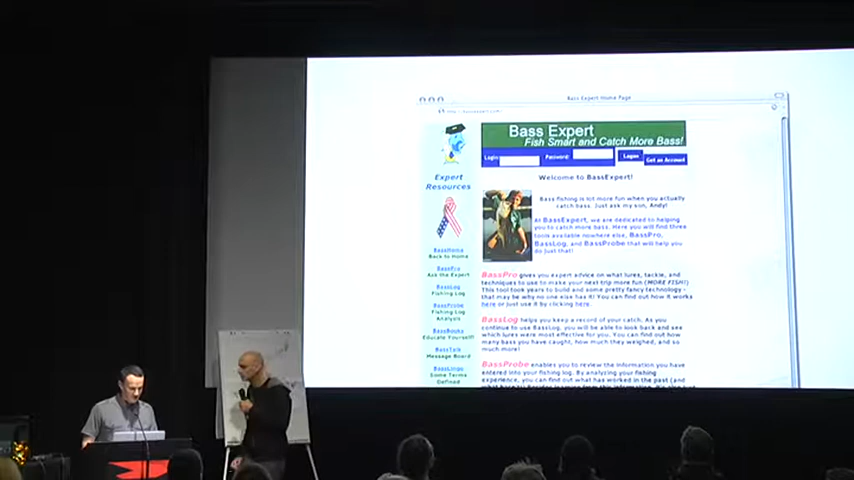 Bass Expert Home Page
Bass Expert
Fish Smart and Catch More Bass!
Login:
Password:
Logon
Get an Account
Expert
Resources
BassHome
Back to Home
BassPro
Ask the Expert
BassLog
Fishing Log
BassProbe
Fishing Log
Analysis
BassBooks
Educate Yourself!
BassTalk
Message Board
BassLingo
Some Terms
Defined
Welcome to BassExpert!
Bass fishing is lot more fun when you actually
catch bass. Just ask my son, Andy!
At BassExpert, we are dedicated to helping
you to catch more bass. Here you will find three
tools available nowhere else, BassPro,
BassLog, and BassProbe that will help you
do just that!
BassPro gives you expert advice on what lures, tackle, and
techniques to use to make your next trip more fun (MORE FISH!)
This tool took years to build and some pretty fancy technology -
that may be why no one else has it! You can find out how it works
here or just use it by clicking here.
BassLog helps you keep a record of your catch. As you
continue to use BassLog, you will be able to look back and see
which lures were most effective for you. You can find out how
many bass you have caught, how much they weighed, and so
much more!
BassProbe enables you to review the information you have
entered into your fishing log. By analyzing your fishing
experience, you can find out what has worked in the past (and